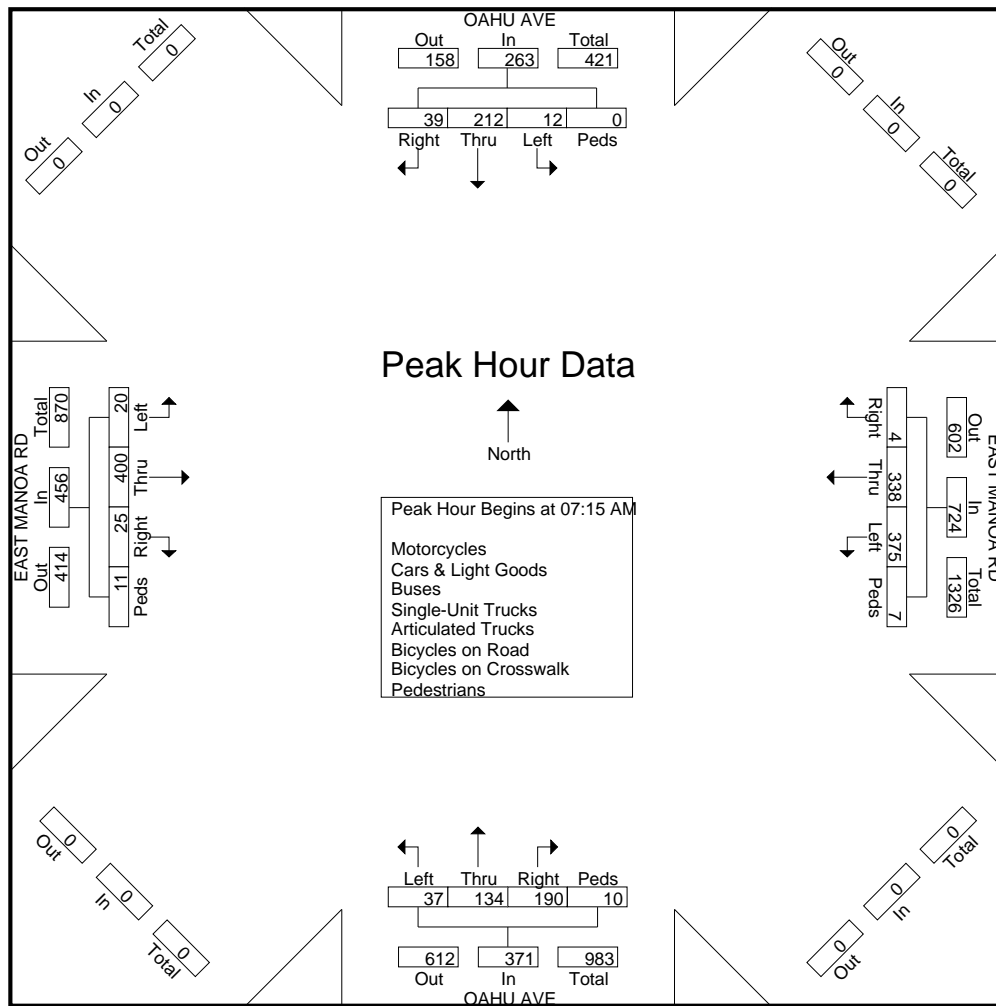 OAHU AVE
Out In Total
158 263 421
39 212 12 0
Right Thru Left Peds
Total
0
In
0
Out
0
Out
0
In
0
Total
0
Peak Hour Data
North
EAST MANOA RD
Total In Out
870 456 414
20 400 25 11
Left Thru Right Peds
Right Thru Left Peds
4 338 375 7
Out In Total
602 724 1326
EAST MANOA RD
Peak Hour Begins at 07:15 AM
Motorcycles
Cars & Light Goods
Buses
Single-Unit Trucks
Articulated Trucks
Bicycles on Road
Bicycles on Crosswalk
Pedestrians
0
Out
0
In
0
Total
0
Total
0
In
0
Out
Left Thru Right Peds
37 134 190 10
612 371 983
Out In Total
OAHU AVE